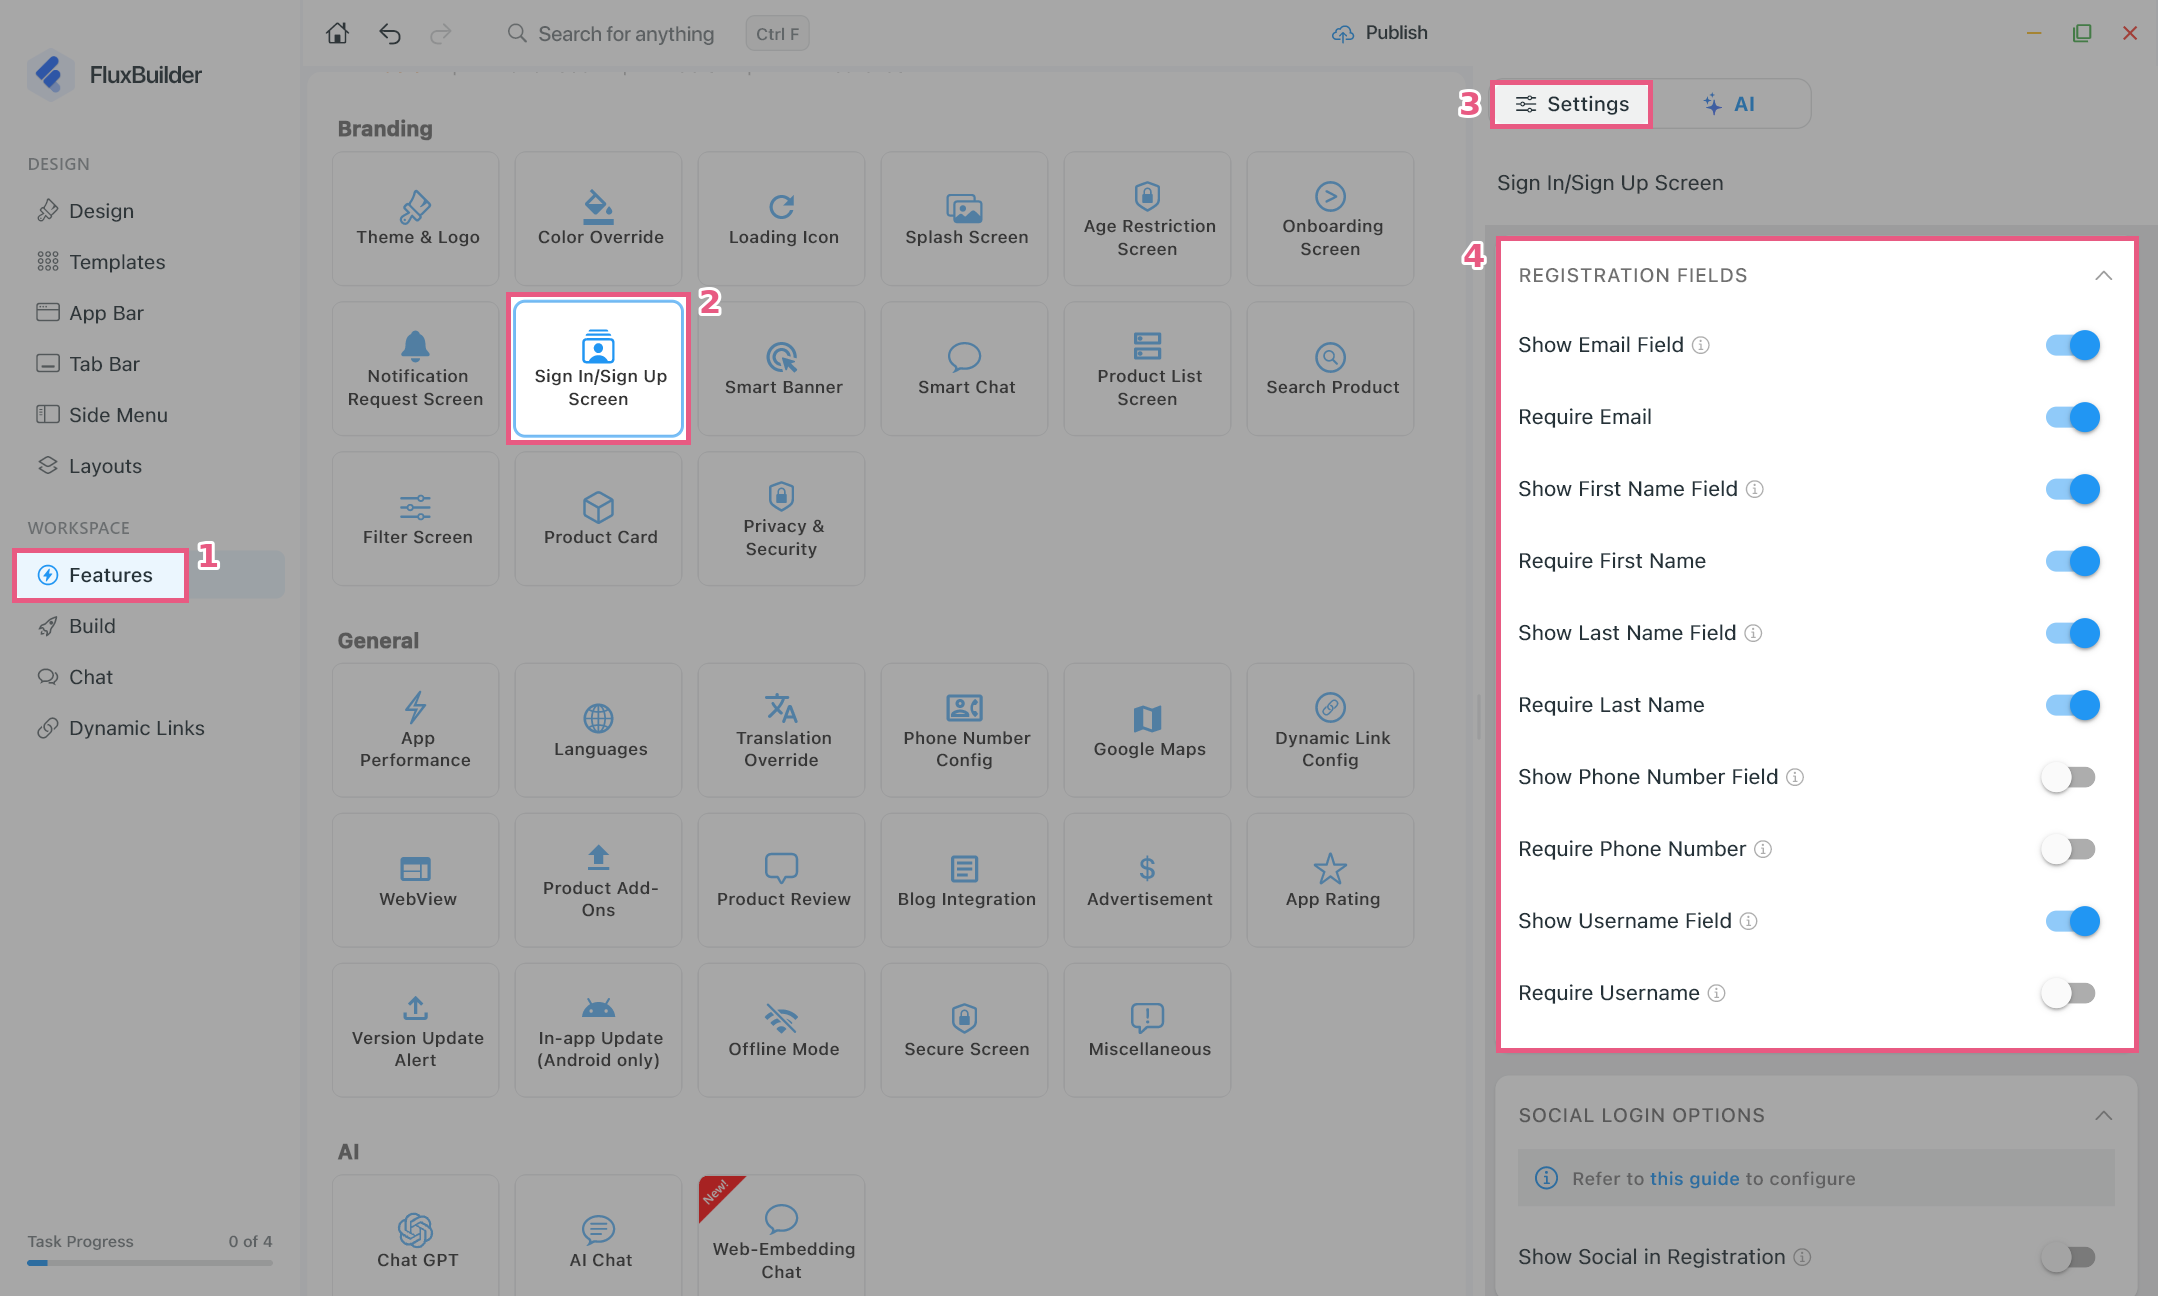 Search for anything
Ctrl F
Publish
FluxBuilder
DESIGN
Design
Templates
App Bar
Tab Bar
Side Menu
Layouts
WORKSPACE
Features
1
Build
Chat
Dynamic Links
Task Progress
0 of 4
Branding
Theme & Logo
Color Override
Loading Icon
Splash Screen
Age Restriction
Screen
Onboarding
Screen
Notification
Request Screen
Sign In/Sign Up
Screen
2
Smart Banner
Smart Chat
Product List
Screen
Search Product
Filter Screen
Product Card
Privacy &
Security
General
App
Performance
Languages
Translation
Override
Phone Number
Config
Google Maps
Dynamic Link
Config
WebView
Product Add-
Ons
Product Review
Blog Integration
Advertisement
App Rating
Version Update
Alert
In-app Update
(Android only)
Offline Mode
Secure Screen
Miscellaneous
AI
Chat GPT
AI Chat
New!
Web-Embedding
Chat
3
Settings
AI
Sign In/Sign Up Screen
4
REGISTRATION FIELDS
Show Email Field
Require Email
Show First Name Field
Require First Name
Show Last Name Field
Require Last Name
Show Phone Number Field
Require Phone Number
Show Username Field
Require Username
SOCIAL LOGIN OPTIONS
Refer to this guide to configure
Show Social in Registration